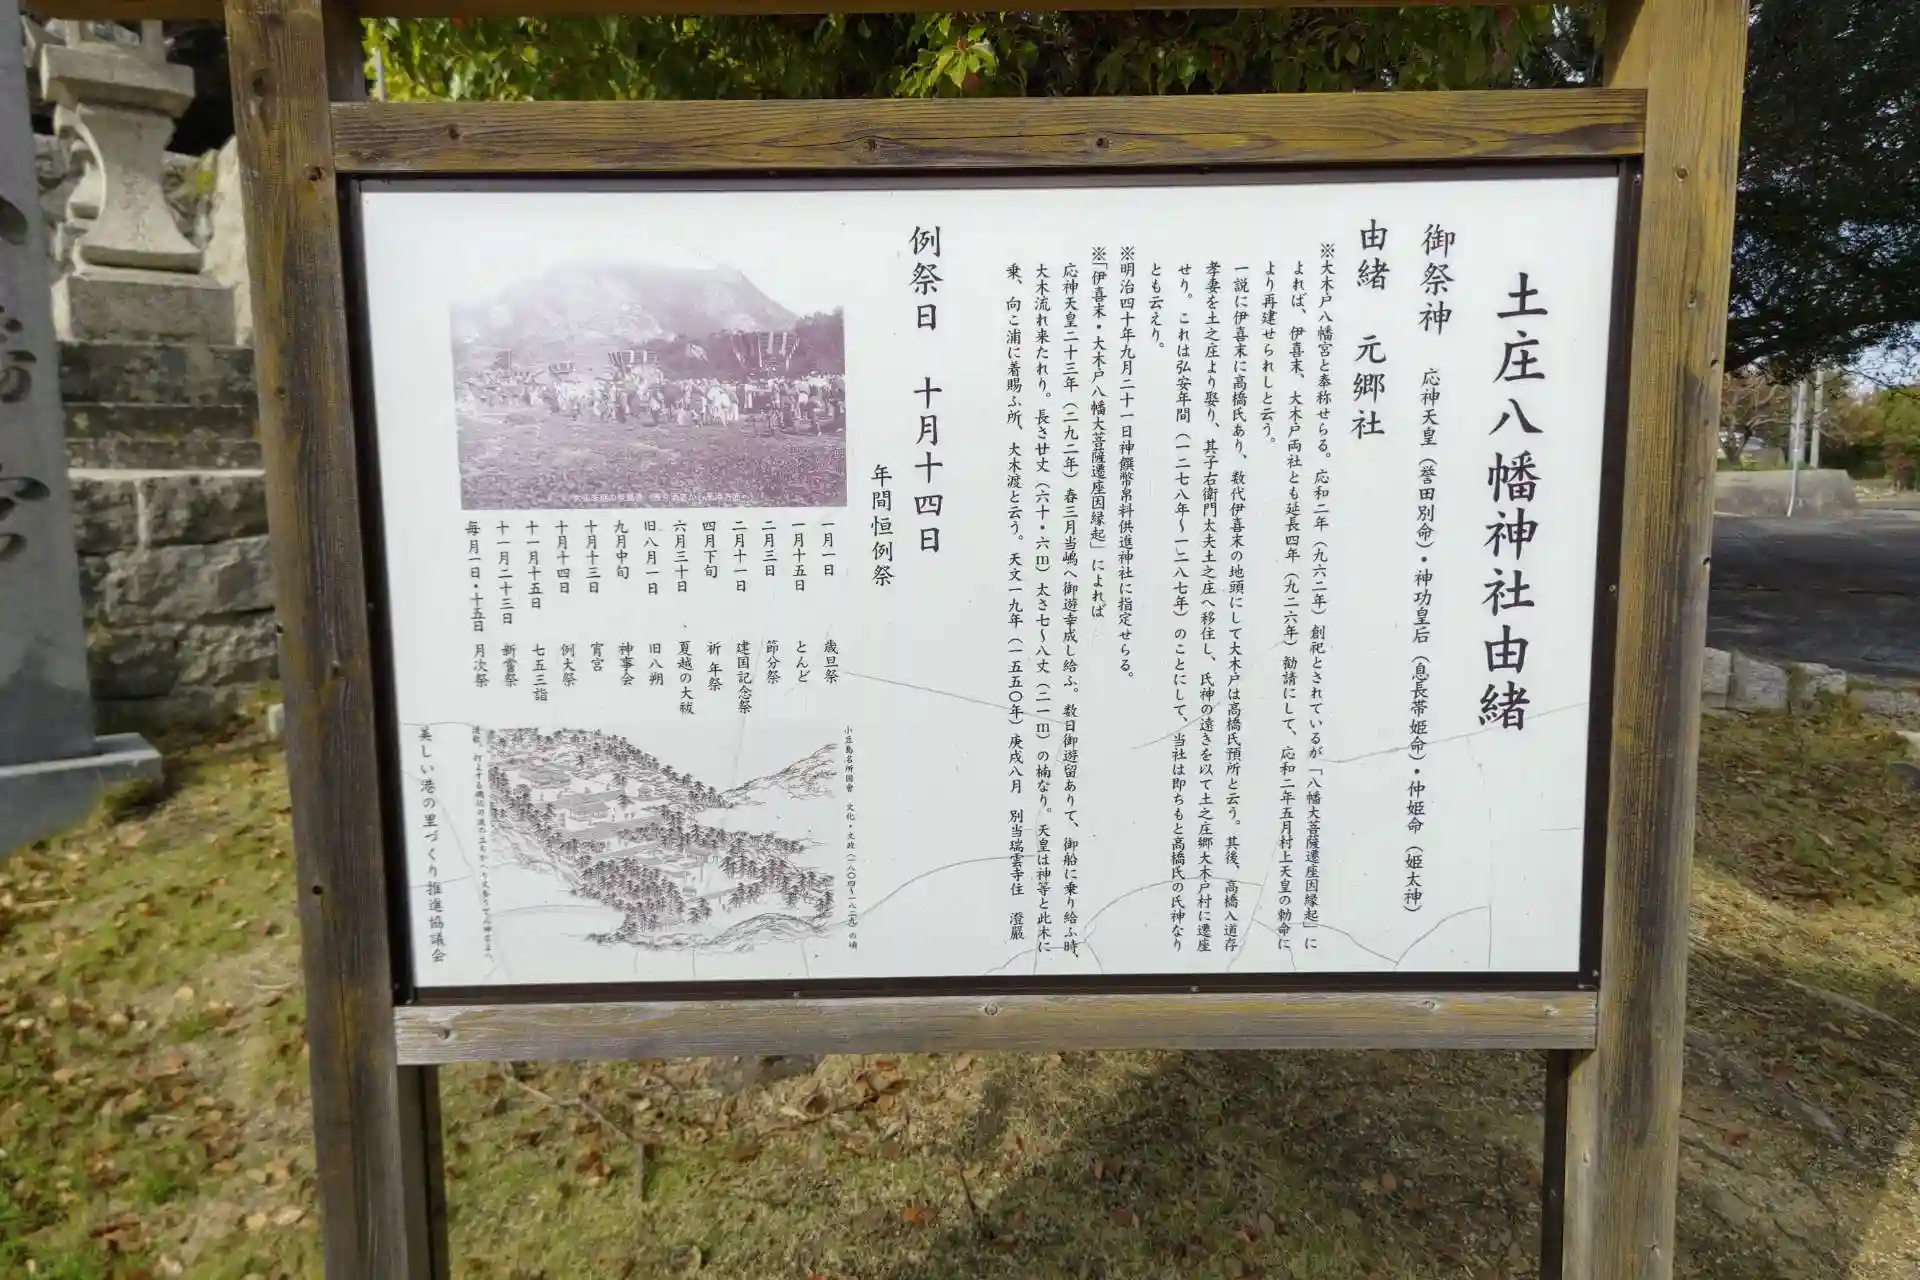 土庄八幡神社由緒
御祭神　応神天皇（誉田別命）・神功皇后（息長帯姫命）・仲姫命（姫太神）
由緒　元郷社
※大木戸八幡宮と奉称せらる。応和二年（九六二年）創祀とされているが「八幡大菩薩遷座因縁起」に
よれば、伊喜末、大木戸両社とも延長四年（九二六年）勧請にして、応和二年五月村上天皇の勅命に
より再建せられしと云う。
一説に伊喜末に高橋氏あり、数代伊喜末の地頭にして大木戸は高橋氏預所と云う。其後、高橋入道存
孝妻を土之庄より娶り、其子右衛門太夫土之庄へ移住し、氏神の遠きを以て土之庄郷大木戸村に遷座
せり。これは弘安年間（一二七八年～一二八七年）のことにして、当社は即ちもと高橋氏の氏神なり
とも云えり。
※明治四十年九月二十一日神饌幣帛料供進神社に指定せらる。
※「伊喜末・大木戸八幡大菩薩遷座因縁起」によれば
応神天皇二十三年（二九二年）春三月当嶋へ御遊幸成し給ふ。数日御遊留ありて、御船に乗り給ふ時、
大木流れ来たれり。長さ廿丈（六十・六ｍ）太さ七～八丈（二一ｍ）の楠なり。天皇は神等と此木に
乗、向こ浦に着賜ふ所、大木渡と云う。天文一九年（一五五〇年）庚戌八月　別当瑞雲寺住　澄嚴
例祭日　十月十四日
年間恒例祭
一月一日　歳旦祭
一月十五日　とんど
二月三日　節分祭
二月十一日　建国記念祭
四月下旬　祈年祭
六月三十日　夏越の大祓
旧八月一日　旧八朔
九月中旬　神事会
十月十三日　宵宮
十月十四日　例大祭
十一月十五日　七五三詣
十一月二十三日　新嘗祭
毎月一日・十五日　月次祭
小豆島名所図會　文化・文政（一八〇四～一八二九）の頃
美しい港の里づくり推進協議会